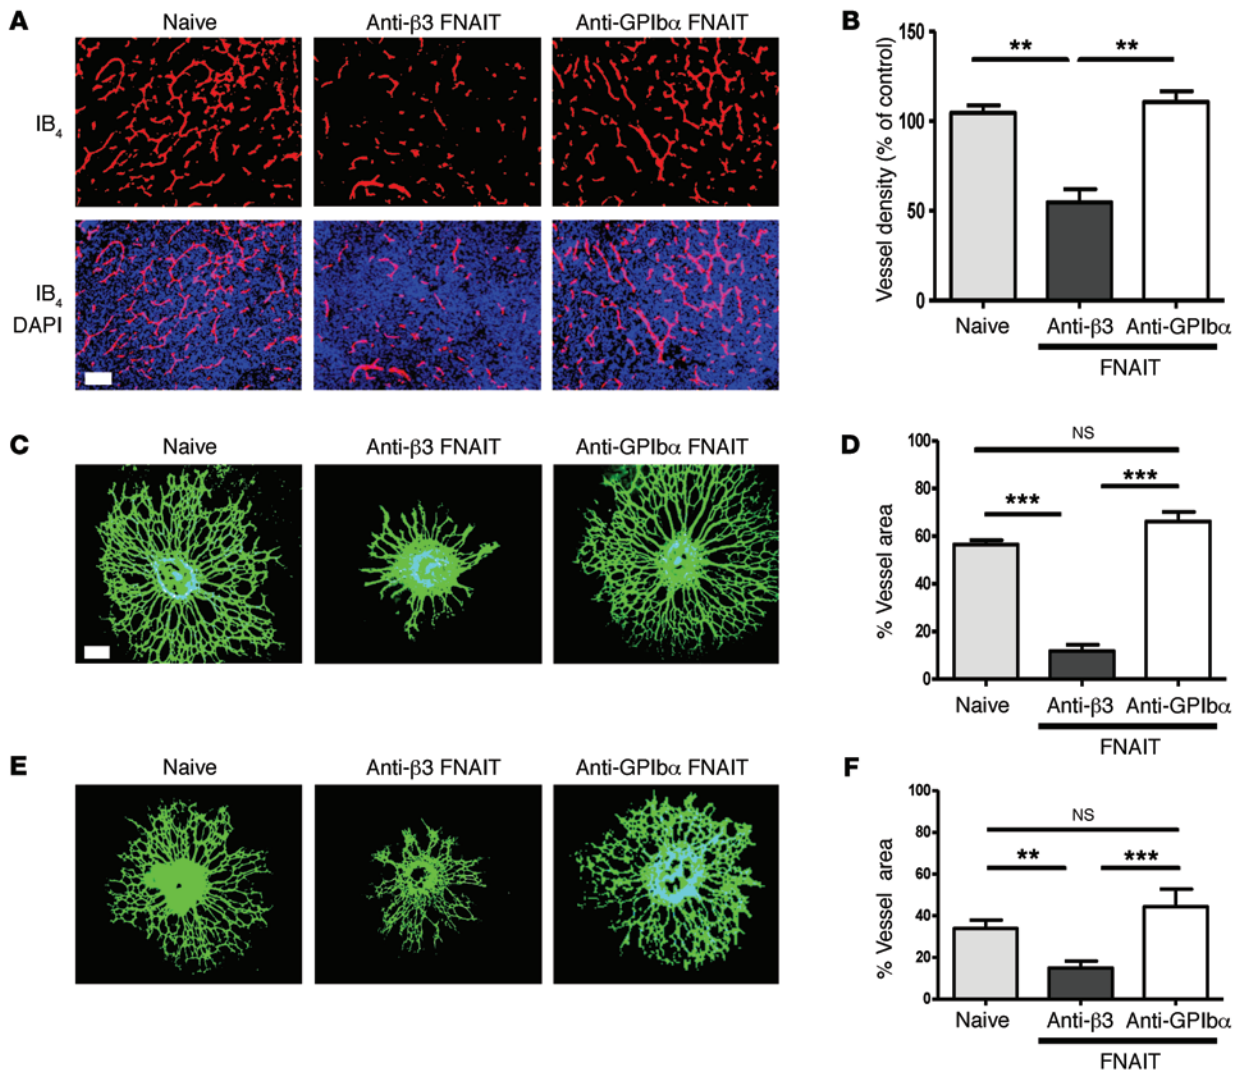 A
Naive
Anti-β3 FNAIT
Anti-GPIbα FNAIT
IB4
IB4
DAPI
B
Vessel density (% of control)
150
100
50
0
**
**
Naive
Anti-β3
Anti-GPIbα
FNAIT
C
Naive
Anti-β3 FNAIT
Anti-GPIbα FNAIT
D
% Vessel area
100
80
60
40
20
0
NS
***
***
Naive
Anti-β3
Anti-GPIbα
FNAIT
E
Naive
Anti-β3 FNAIT
Anti-GPIbα FNAIT
F
% Vessel area
100
80
60
40
20
0
NS
**
***
Naive
Anti-β3
Anti-GPIbα
FNAIT